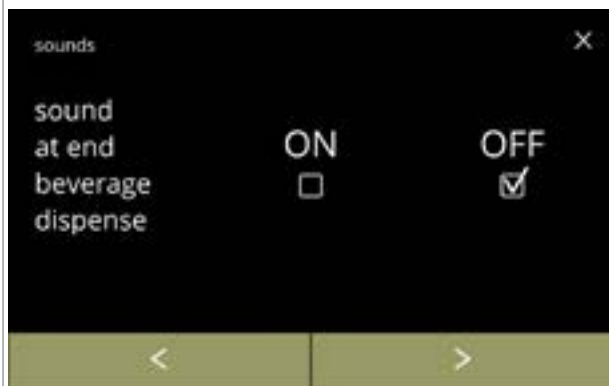 sounds
×
sound
at end
beverage
dispense
ON
OFF
< >